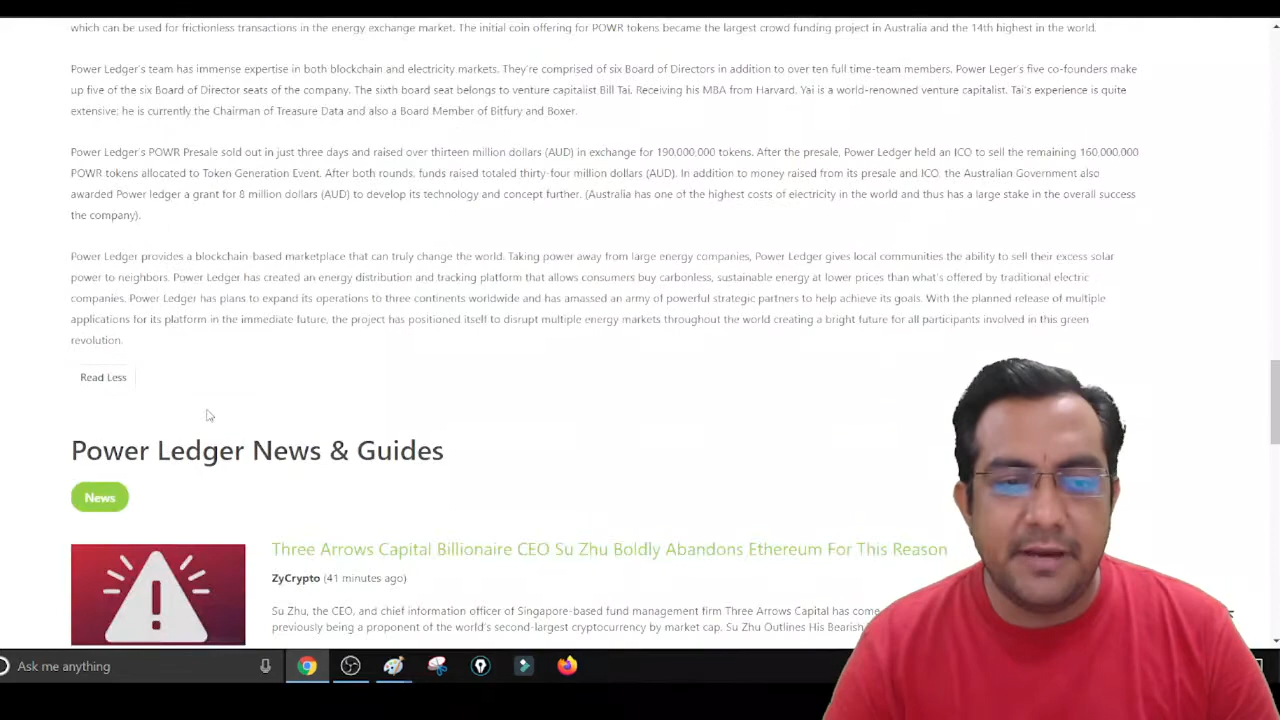 which can be used for frictionless transactions in the energy exchange market. The initial coin offering for POWR tokens became the largest crowd funding project in Australia and the 14th highest in the world.
Power Ledger's team has immense expertise in both blockchain and electricity markets. They're comprised of six Board of Directors in addition to over ten full time-team members. Power Leger's five co-founders make
up five of the six Board of Director seats of the company. The sixth board seat belongs to venture capitalist Bill Tai. Receiving his MBA from Harvard. Yai is a world-renowned venture capitalist. Tai's experience is quite
extensive; he is currently the Chairman of Treasure Data and also a Board Member of Bitfury and Boxer.
Power Ledger's POWR Presale sold out in just three days and raised over thirteen million dollars (AUD) in exchange for 190,000,000 tokens. After the presale, Power Ledger held an ICO to sell the remaining 160,000,000
POWR tokens allocated to Token Generation Event. After both rounds, funds raised totaled thirty-four million dollars (AUD). In addition to money raised from its presale and ICO, the Australian Government also
awarded Power ledger a grant for 8 million dollars (AUD) to develop its technology and concept further. (Australia has one of the highest costs of electricity in the world and thus has a large stake in the overall success
the company).
Power Ledger provides a blockchain-based marketplace that can truly change the world. Taking power away from large energy companies, Power Ledger gives local communities the ability to sell their excess solar
power to neighbors. Power Ledger has created an energy distribution and tracking platform that allows consumers buy carbonless, sustainable energy at lower prices than what's offered by traditional electric
companies. Power Ledger has plans to expand its operations to three continents worldwide and has amassed an army of powerful strategic partners to help achieve its goals. With the planned release of multiple
applications for its platform in the immediate future, the project has positioned itself to disrupt multiple energy markets throughout the world creating a bright future for all participants involved in this green
revolution.
Read Less
Power Ledger News & Guides
News
Three Arrows Capital Billionaire CEO Su Zhu Boldly Abandons Ethereum For This Reason
ZyCrypto (41 minutes ago)
Su Zhu, the CEO, and chief information officer of Singapore-based fund management firm Three Arrows Capital has come
previously being a proponent of the world's second-largest cryptocurrency by market cap. Su Zhu Outlines His Bearish
Ask me anything